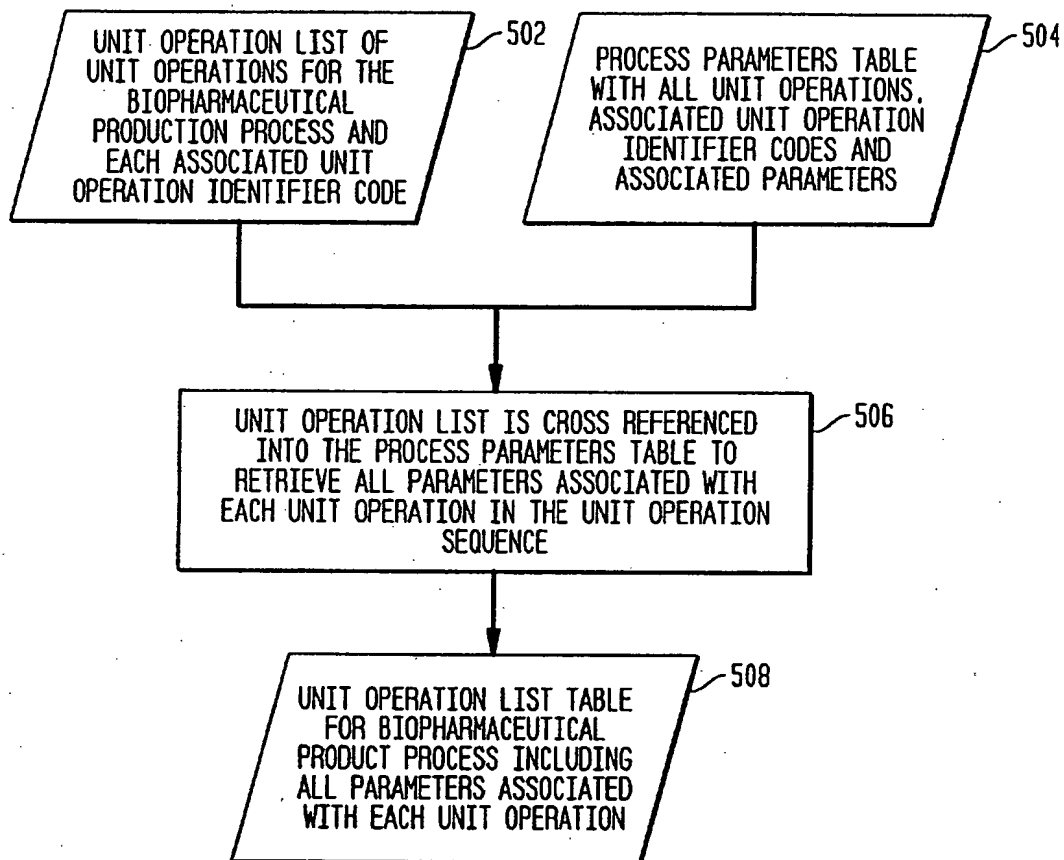 UNIT OPERATION LIST OF
UNIT OPERATIONS FOR THE
BIOPHARMACEUTICAL
PRODUCTION PROCESS AND
EACH ASSOCIATED UNIT
OPERATION IDENTIFIER CODE
502
PROCESS PARAMETERS TABLE
WITH ALL UNIT OPERATIONS,
ASSOCIATED UNIT OPERATION
IDENTIFIER CODES AND
ASSOCIATED PARAMETERS
504
UNIT OPERATION LIST IS CROSS REFERENCED
INTO THE PROCESS PARAMETERS TABLE TO
RETRIEVE ALL PARAMETERS ASSOCIATED WITH
EACH UNIT OPERATION IN THE UNIT OPERATION
SEQUENCE
506
UNIT OPERATION LIST TABLE
FOR BIOPHARMACEUTICAL
PRODUCT PROCESS INCLUDING
ALL PARAMETERS ASSOCIATED
WITH EACH UNIT OPERATION
508